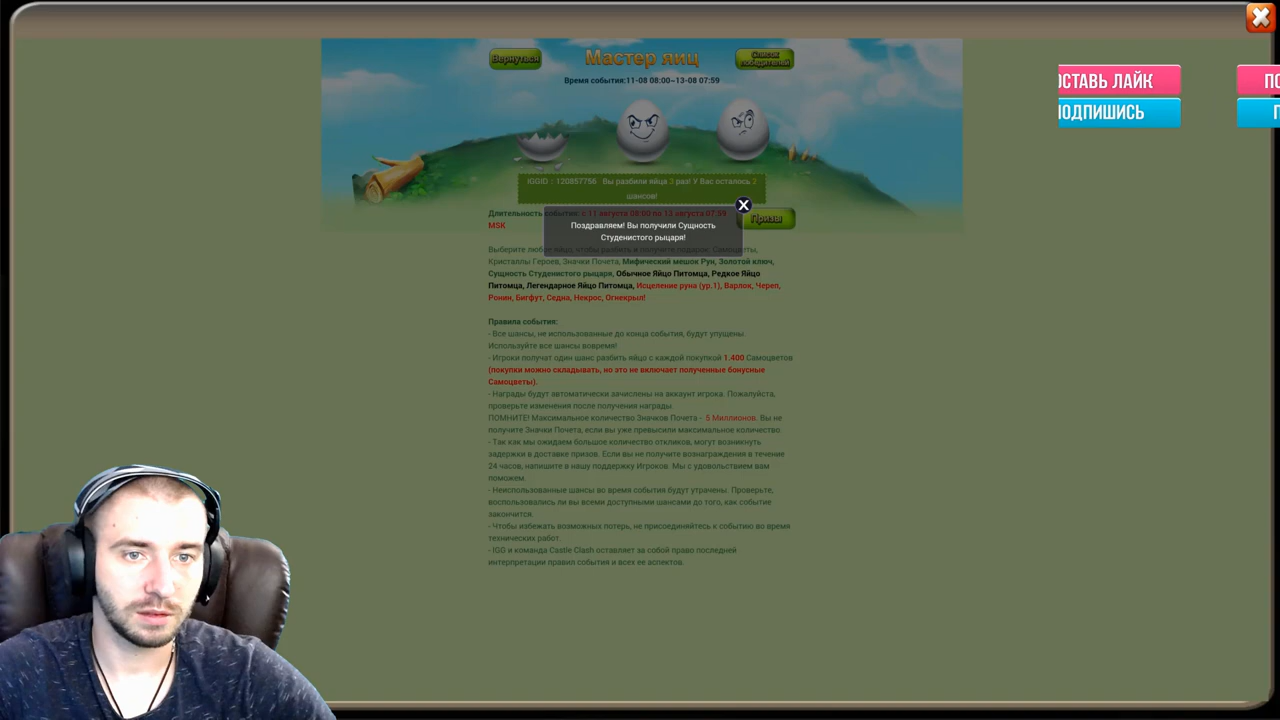 Вернуться
Мастер яиц
Список
победителей
Время события:11-08 08:00~13-08 07:59
ОСТАВЬ ЛАЙК
ПОДПИШИСЬ
IGGID : 120857756 Вы разбили яйца 3 раз! У Вас осталось 2
шансов!
Длительность события: с 11 августа 08:00 по 13 августа 07:59
MSK
Призы
Поздравляем! Вы получили Сущность
Студенистого рыцаря!
Выберите любое яйцо, чтобы разбить и получите подарок: Самоцветы,
Кристаллы Героев, Значки Почета, Мифический мешок Рун, Золотой ключ,
Сущность Студенистого рыцаря, Обычное Яйцо Питомца, Редкое Яйцо
Питомца, Легендарное Яйцо Питомца, Исцеление руна (ур.1), Варлок, Череп,
Ронин, Бигфут, Седна, Некрос, Огнекрыл!
Правила события:
- Все шансы, не использованные до конца события, будут упущены.
Используйте все шансы вовремя!
- Игроки получат один шанс разбить яйцо с каждой покупкой 1.400 Самоцветов
(покупки можно складывать, но это не включает полученные бонусные
Самоцветы).
- Награды будут автоматически зачислены на аккаунт игрока. Пожалуйста,
проверьте изменения после получения награды.
ПОМНИТЕ! Максимальное количество Значков Почета - 5 Миллионов. Вы не
получите Значки Почета, если вы уже превысили максимальное количество.
- Так как мы ожидаем большое количество откликов, могут возникнуть
задержки в доставке призов. Если вы не получите вознаграждения в течение
24 часов, напишите в нашу поддержку Игроков. Мы с удовольствием вам
поможем.
- Неиспользованные шансы во время события будут утрачены. Проверьте,
воспользовались ли вы всеми доступными шансами до того, как событие
закончится.
- Чтобы избежать возможных потерь, не присоединяйтесь к событию во время
технических работ.
- IGG и команда Castle Clash оставляет за собой право последней
интерпретации правил события и всех ее аспектов.